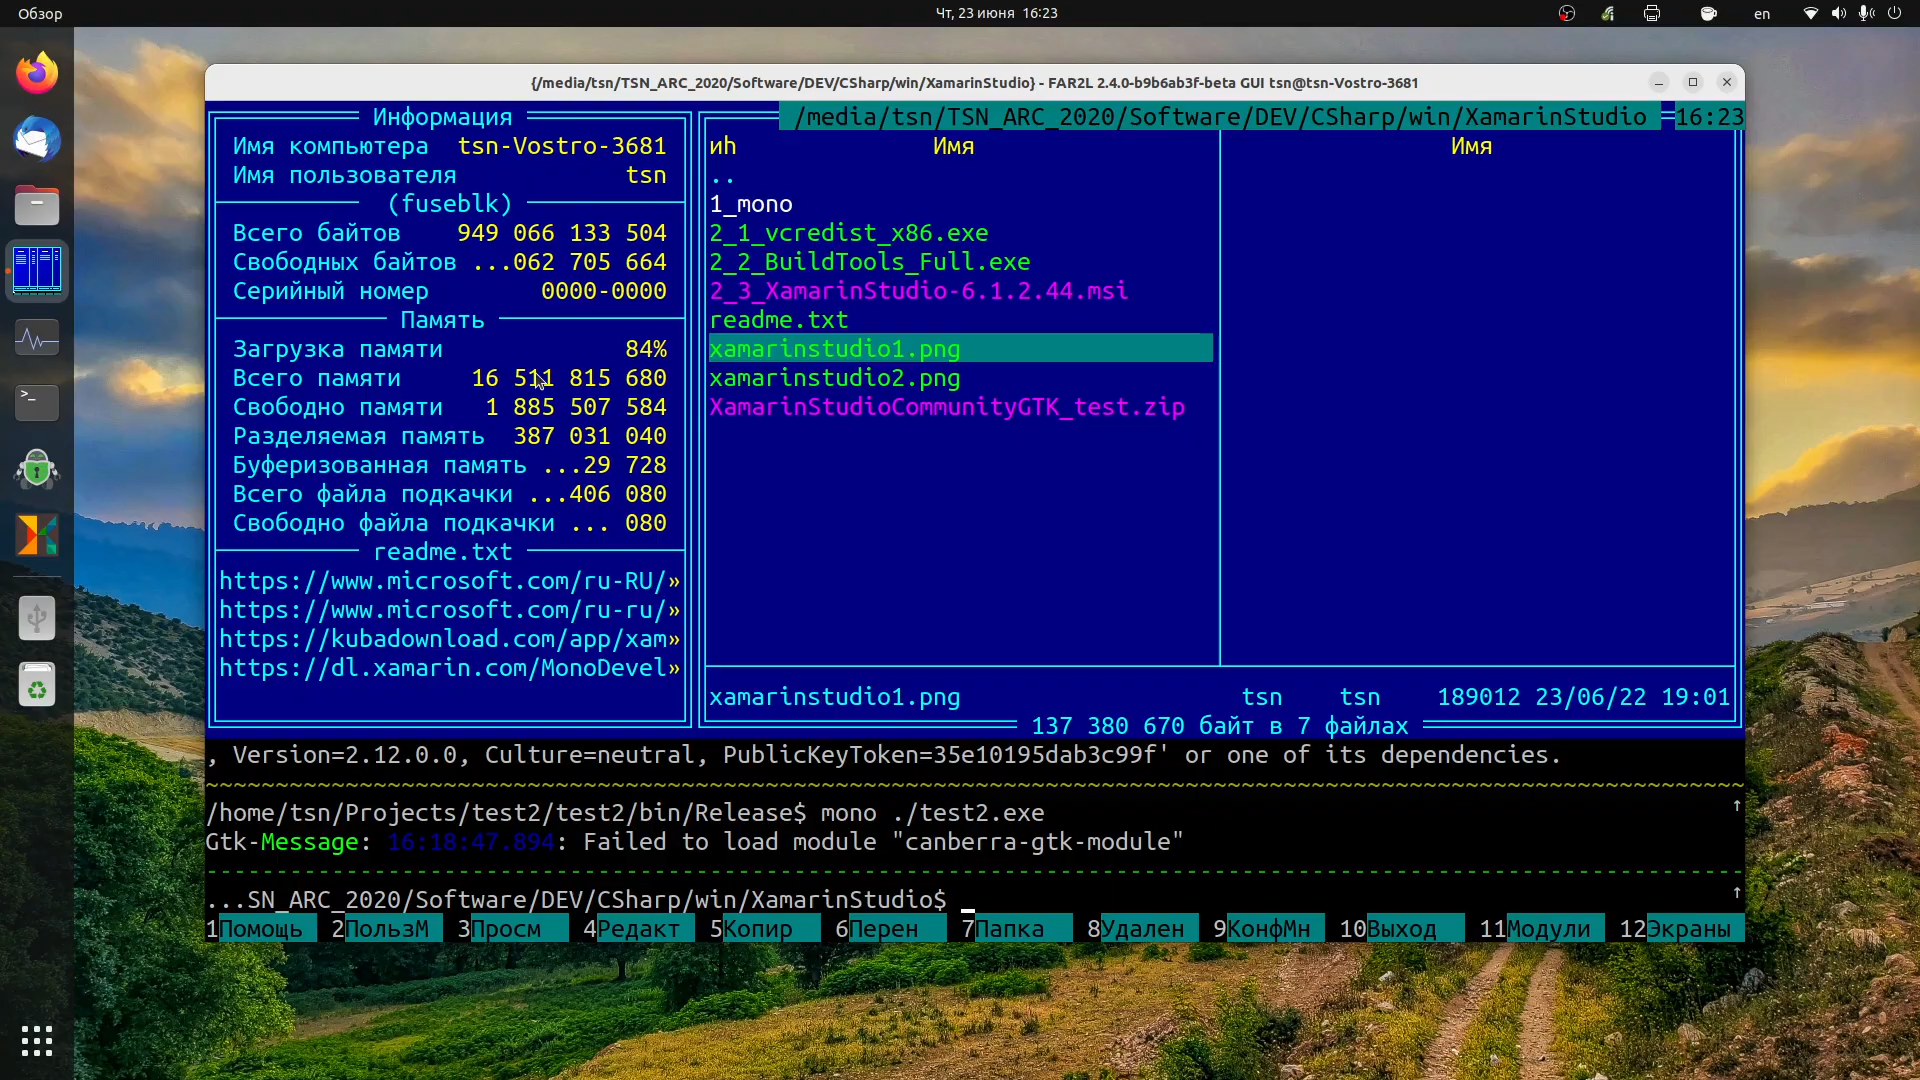 Обзор
Чт, 23 июня 16:23
en
{/media/tsn/TSN_ARC_2020/Software/DEV/CSharp/win/XamarinStudio} - FAR2L 2.4.0-b9b6ab3f-beta GUI tsn@tsn-Vostro-3681
Информация
Имя компьютера tsn-Vostro-3681
Имя пользователя tsn
(fuseblk)
Всего байтов 949 066 133 504
Свободных байтов ...062 705 664
Серийный номер 0000-0000
Память
Загрузка памяти 84%
Всего памяти 16 511 815 680
Свободно памяти 1 885 507 584
Разделяемая память 387 031 040
Буферизованная память ...29 728
Всего файла подкачки ...406 080
Свободно файла подкачки ... 080
readme.txt
https://www.microsoft.com/ru-RU/»
https://www.microsoft.com/ru-ru/»
https://kubadownload.com/app/xam»
https://dl.xamarin.com/MonoDevel»
/media/tsn/TSN_ARC_2020/Software/DEV/CSharp/win/XamarinStudio 16:23
иh Имя Имя
..
1_mono
2_1_vcredist_x86.exe
2_2_BuildTools_Full.exe
2_3_XamarinStudio-6.1.2.44.msi
readme.txt
xamarinstudio1.png
xamarinstudio2.png
XamarinStudioCommunityGTK_test.zip
xamarinstudio1.png tsn tsn 189012 23/06/22 19:01
137 380 670 байт в 7 файлах
, Version=2.12.0.0, Culture=neutral, PublicKeyToken=35e10195dab3c99f' or one of its dependencies.
/home/tsn/Projects/test2/test2/bin/Release$ mono ./test2.exe
Gtk-Message: 16:18:47.894: Failed to load module "canberra-gtk-module"
...SN_ARC_2020/Software/DEV/CSharp/win/XamarinStudio$
1Помощь 2ПользМ 3Просм 4Редакт 5Копир 6Перен 7Папка 8Удален 9КонфМн 10Выход 11Модули 12Экраны